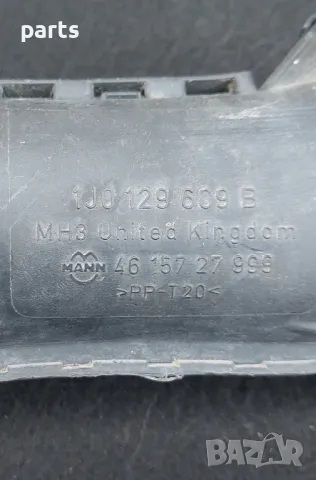 parts
1J0 129 609 B
MH3 United Kingdom
MANN 46 157 27 999
>PP-T20<
BAZAR